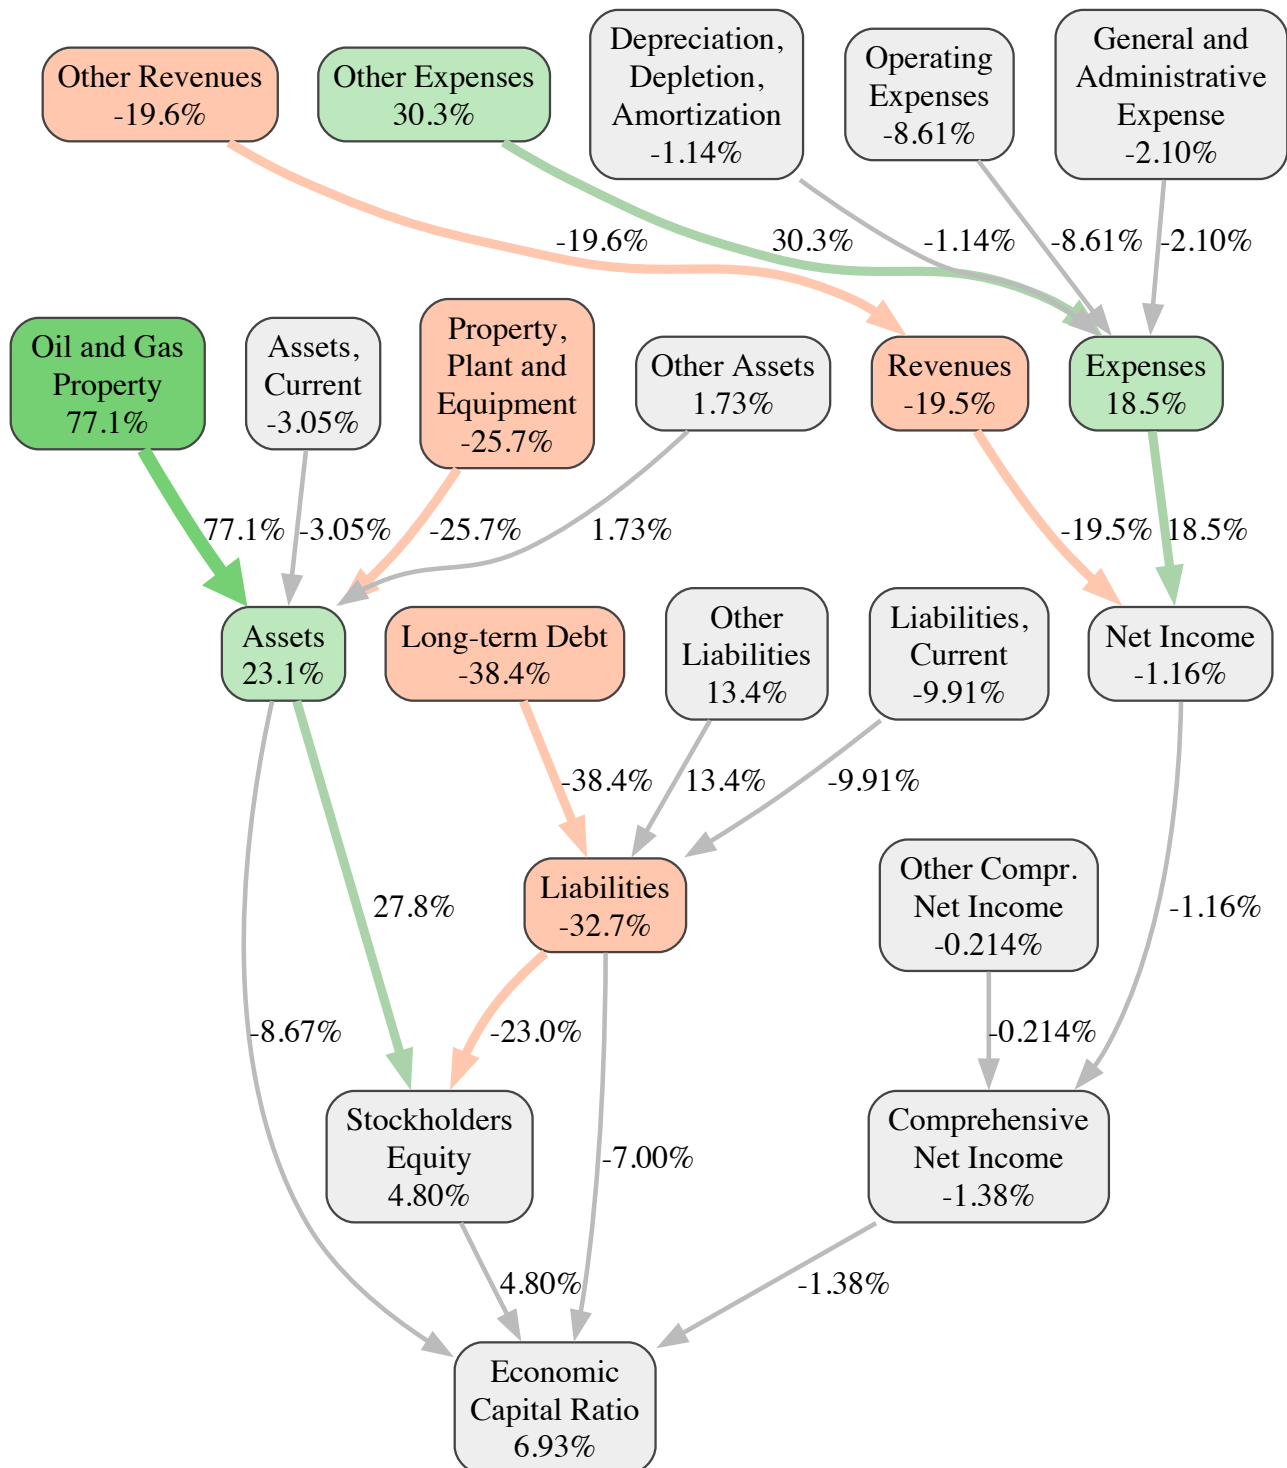 Other Revenues
-19.6%
Other Expenses
30.3%
Depreciation,
Depletion,
Amortization
-1.14%
Operating
Expenses
-8.61%
General and
Administrative
Expense
-2.10%
-19.6%
30.3%
-1.14%
-8.61%
-2.10%
Oil and Gas
Property
77.1%
Assets,
Current
-3.05%
Property,
Plant and
Equipment
-25.7%
Other Assets
1.73%
Revenues
-19.5%
Expenses
18.5%
77.1%
-3.05%
-25.7%
1.73%
-19.5%
18.5%
Assets
23.1%
Long-term Debt
-38.4%
Other
Liabilities
13.4%
Liabilities,
Current
-9.91%
Net Income
-1.16%
-38.4%
13.4%
-9.91%
Liabilities
-32.7%
Other Compr.
Net Income
-0.214%
27.8%
-1.16%
-8.67%
-23.0%
-0.214%
Stockholders
Equity
4.80%
-7.00%
Comprehensive
Net Income
-1.38%
4.80%
-1.38%
Economic
Capital Ratio
6.93%